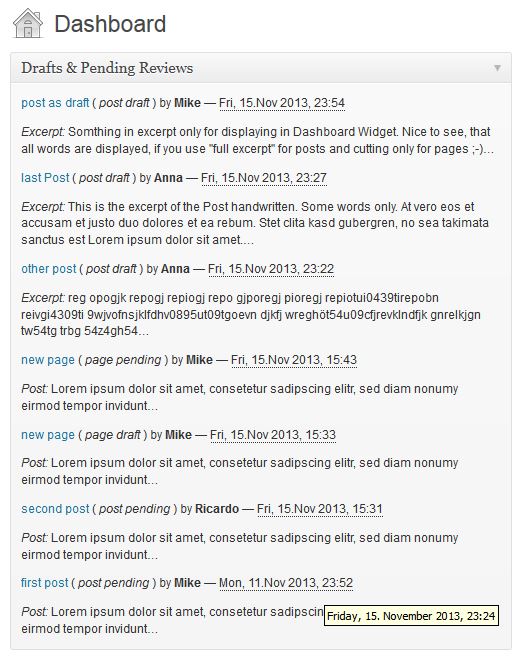 Dashboard
Drafts & Pending Reviews
post as draft ( post draft ) by Mike — Fri, 15.Nov 2013, 23:54
Excerpt: Somthing in excerpt only for displaying in Dashboard Widget. Nice to see, that
all words are displayed, if you use "full excerpt" for posts and cutting only for pages ;-)…
last Post ( post draft ) by Anna — Fri, 15.Nov 2013, 23:27
Excerpt: This is the excerpt of the Post handwritten. Some words only. At vero eos et
accusam et justo duo dolores et ea rebum. Stet clita kasd gubergren, no sea takimata
sanctus est Lorem ipsum dolor sit amet.…
other post ( post draft ) by Anna — Fri, 15.Nov 2013, 23:22
Excerpt: reg opogjk repogj repiogj repo gjporegj pioregj repiotui0439tirepobn
reivgi4309ti 9wjvofnsjklfdhv0895ut09tgoevn djkfj wreghöt54u09cfjrevklndfjk gnrelkjgn
tw54tg trbg 54z4gh54…
new page ( page pending ) by Mike — Fri, 15.Nov 2013, 15:43
Post: Lorem ipsum dolor sit amet, consetetur sadipscing elitr, sed diam nonumy
eirmod tempor invidunt…
new page ( page draft ) by Mike — Fri, 15.Nov 2013, 15:33
Post: Lorem ipsum dolor sit amet, consetetur sadipscing elitr, sed diam nonumy
eirmod tempor invidunt…
second post ( post pending ) by Ricardo — Fri, 15.Nov 2013, 15:31
Post: Lorem ipsum dolor sit amet, consetetur sadipscing elitr, sed diam nonumy
eirmod tempor invidunt…
first post ( post pending ) by Mike — Mon, 11.Nov 2013, 23:52
Post: Lorem ipsum dolor sit amet, consetetur sadipscin
Friday, 15. November 2013, 23:24
eirmod tempor invidunt…